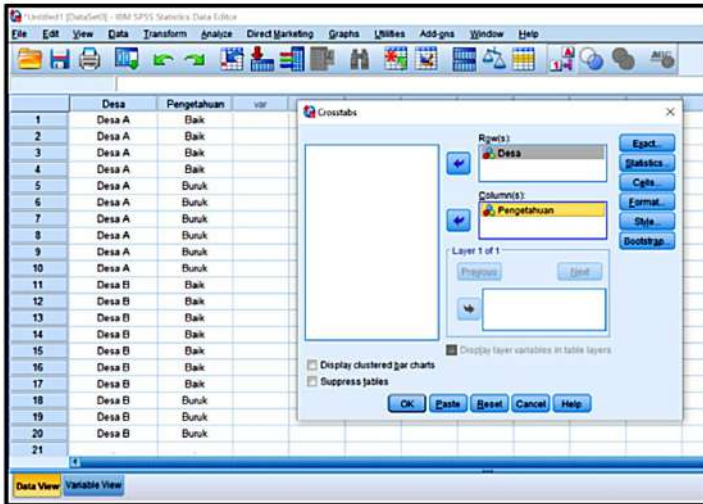 *Untitled1 [DataSet0] - IBM SPSS Statistics Data Editor
File Edit View Data Transform Analyze Direct Marketing Graphs Utilities Add-ons Window Help
Desa Pengetahuan var
1 Desa A Baik
2 Desa A Baik
3 Desa A Baik
4 Desa A Baik
5 Desa A Buruk
6 Desa A Buruk
7 Desa A Buruk
8 Desa A Buruk
9 Desa A Buruk
10 Desa A Buruk
11 Desa B Baik
12 Desa B Baik
13 Desa B Baik
14 Desa B Baik
15 Desa B Baik
16 Desa B Baik
17 Desa B Baik
18 Desa B Buruk
19 Desa B Buruk
20 Desa B Buruk
21
Crosstabs
Row(s):
Desa
Column(s):
Pengetahuan
Layer 1 of 1
Previous Next
Display layer variables in table layers
Exact...
Statistics...
Cells...
Format...
Style...
Bootstrap...
Display clustered bar charts
Suppress tables
OK Paste Reset Cancel Help
Data View Variable View